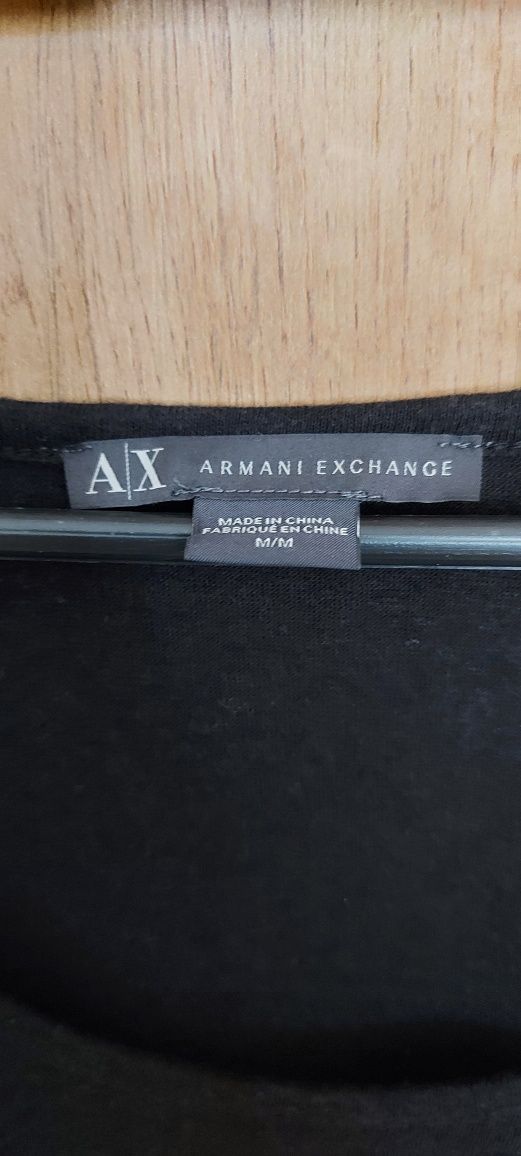 A|X ARMANI EXCHANGE
MADE IN CHINA
FABRIQUÉ EN CHINE
M/M